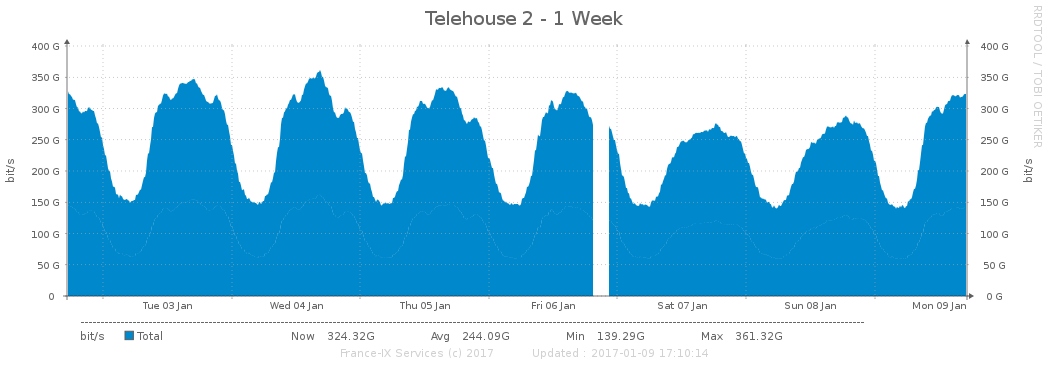 Telehouse 2 - 1 Week
RRDTOOL / TOBI OETIKER
400 G 400 G
350 G 350 G
300 G 300 G
250 G 250 G
200 G 200 G
150 G 150 G
100 G 100 G
50 G 50 G
0 0 G
bit/s bit/s
Tue 03 Jan Wed 04 Jan Thu 05 Jan Fri 06 Jan Sat 07 Jan Sun 08 Jan Mon 09 Jan
bit/s Total Now 324.32G Avg 244.09G Min 139.29G Max 361.32G
France-IX Services (c) 2017 Updated : 2017-01-09 17:10:14